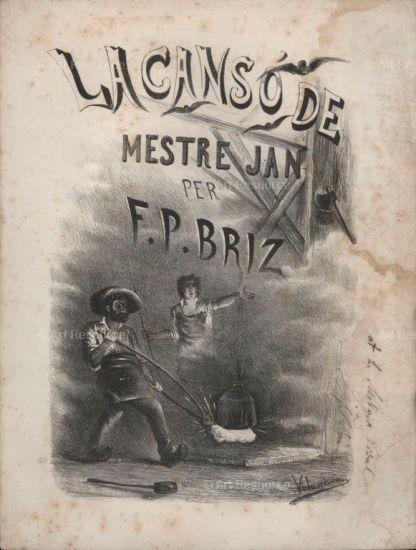 LA CANSÓ DE
MESTRE JAN
PER
F. P. BRIZ